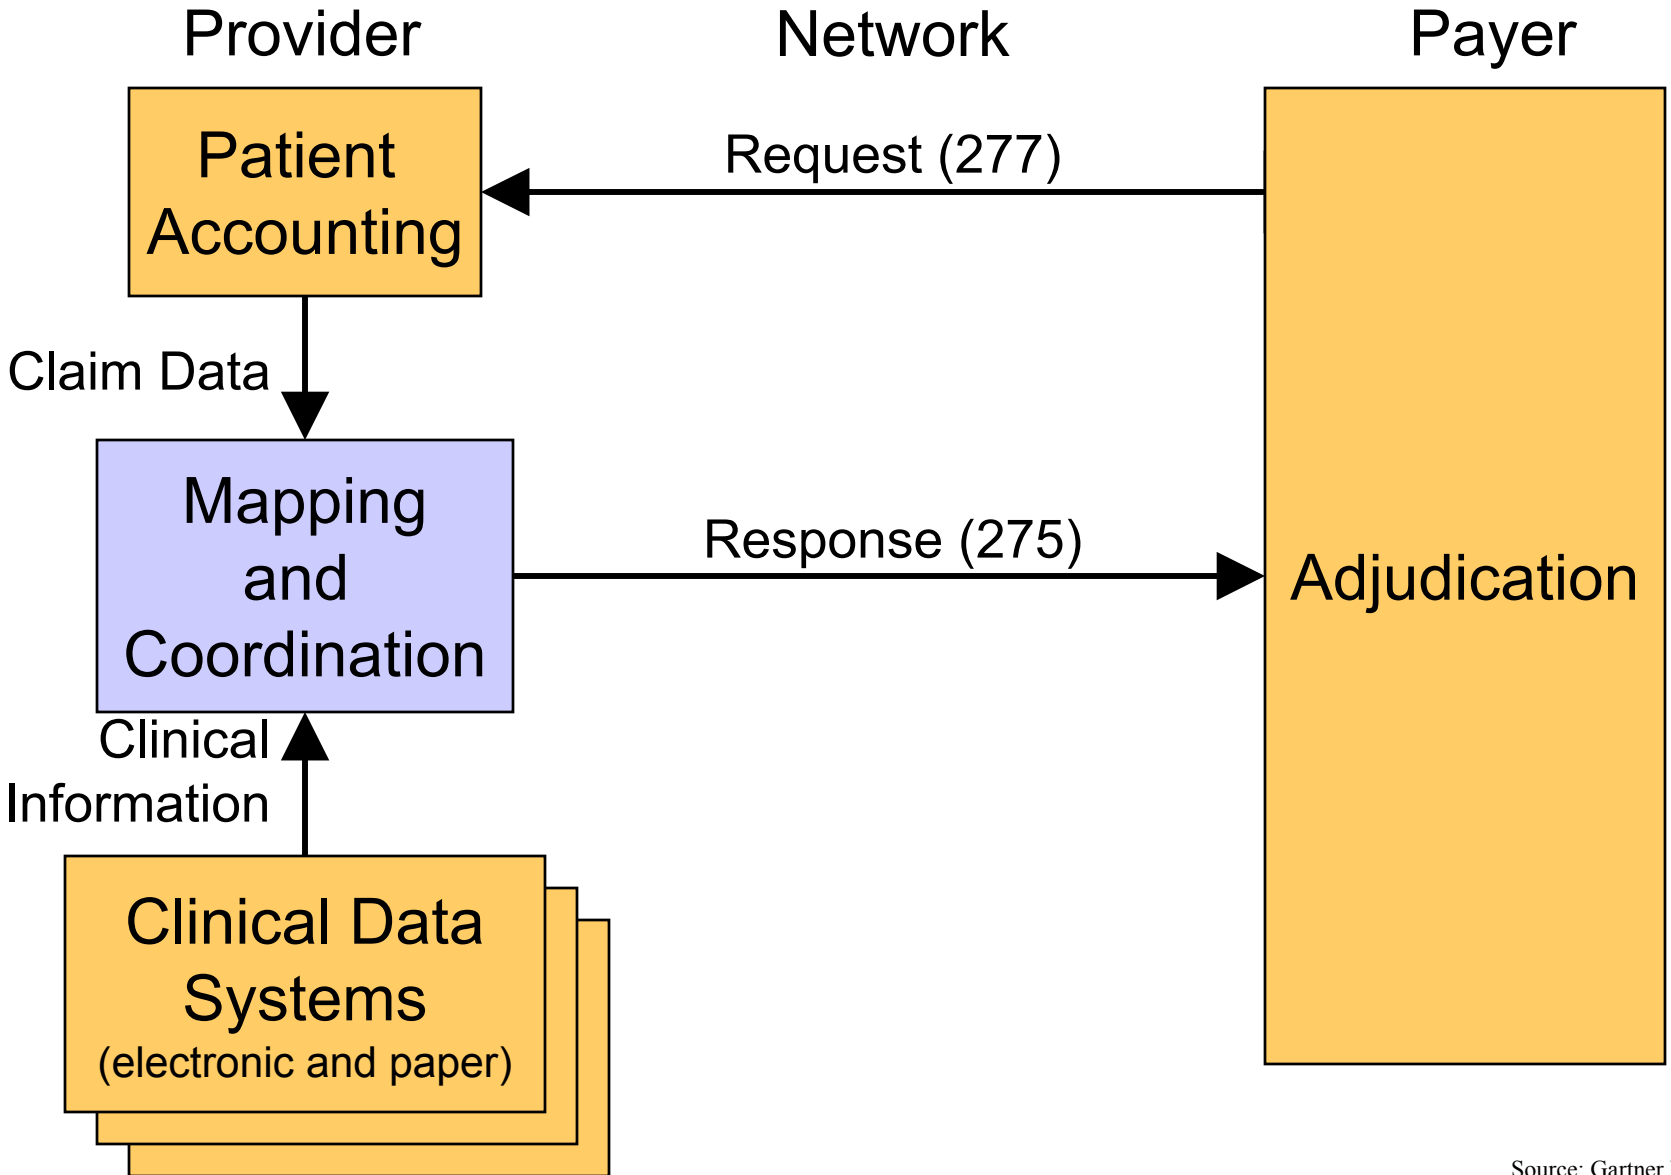 Provider
Network
Payer
Patient
Accounting
Request (277)
Claim Data
Mapping
and
Coordination
Response (275)
Adjudication
Clinical
Information
Clinical Data
Systems
(electronic and paper)
Source: Gartner